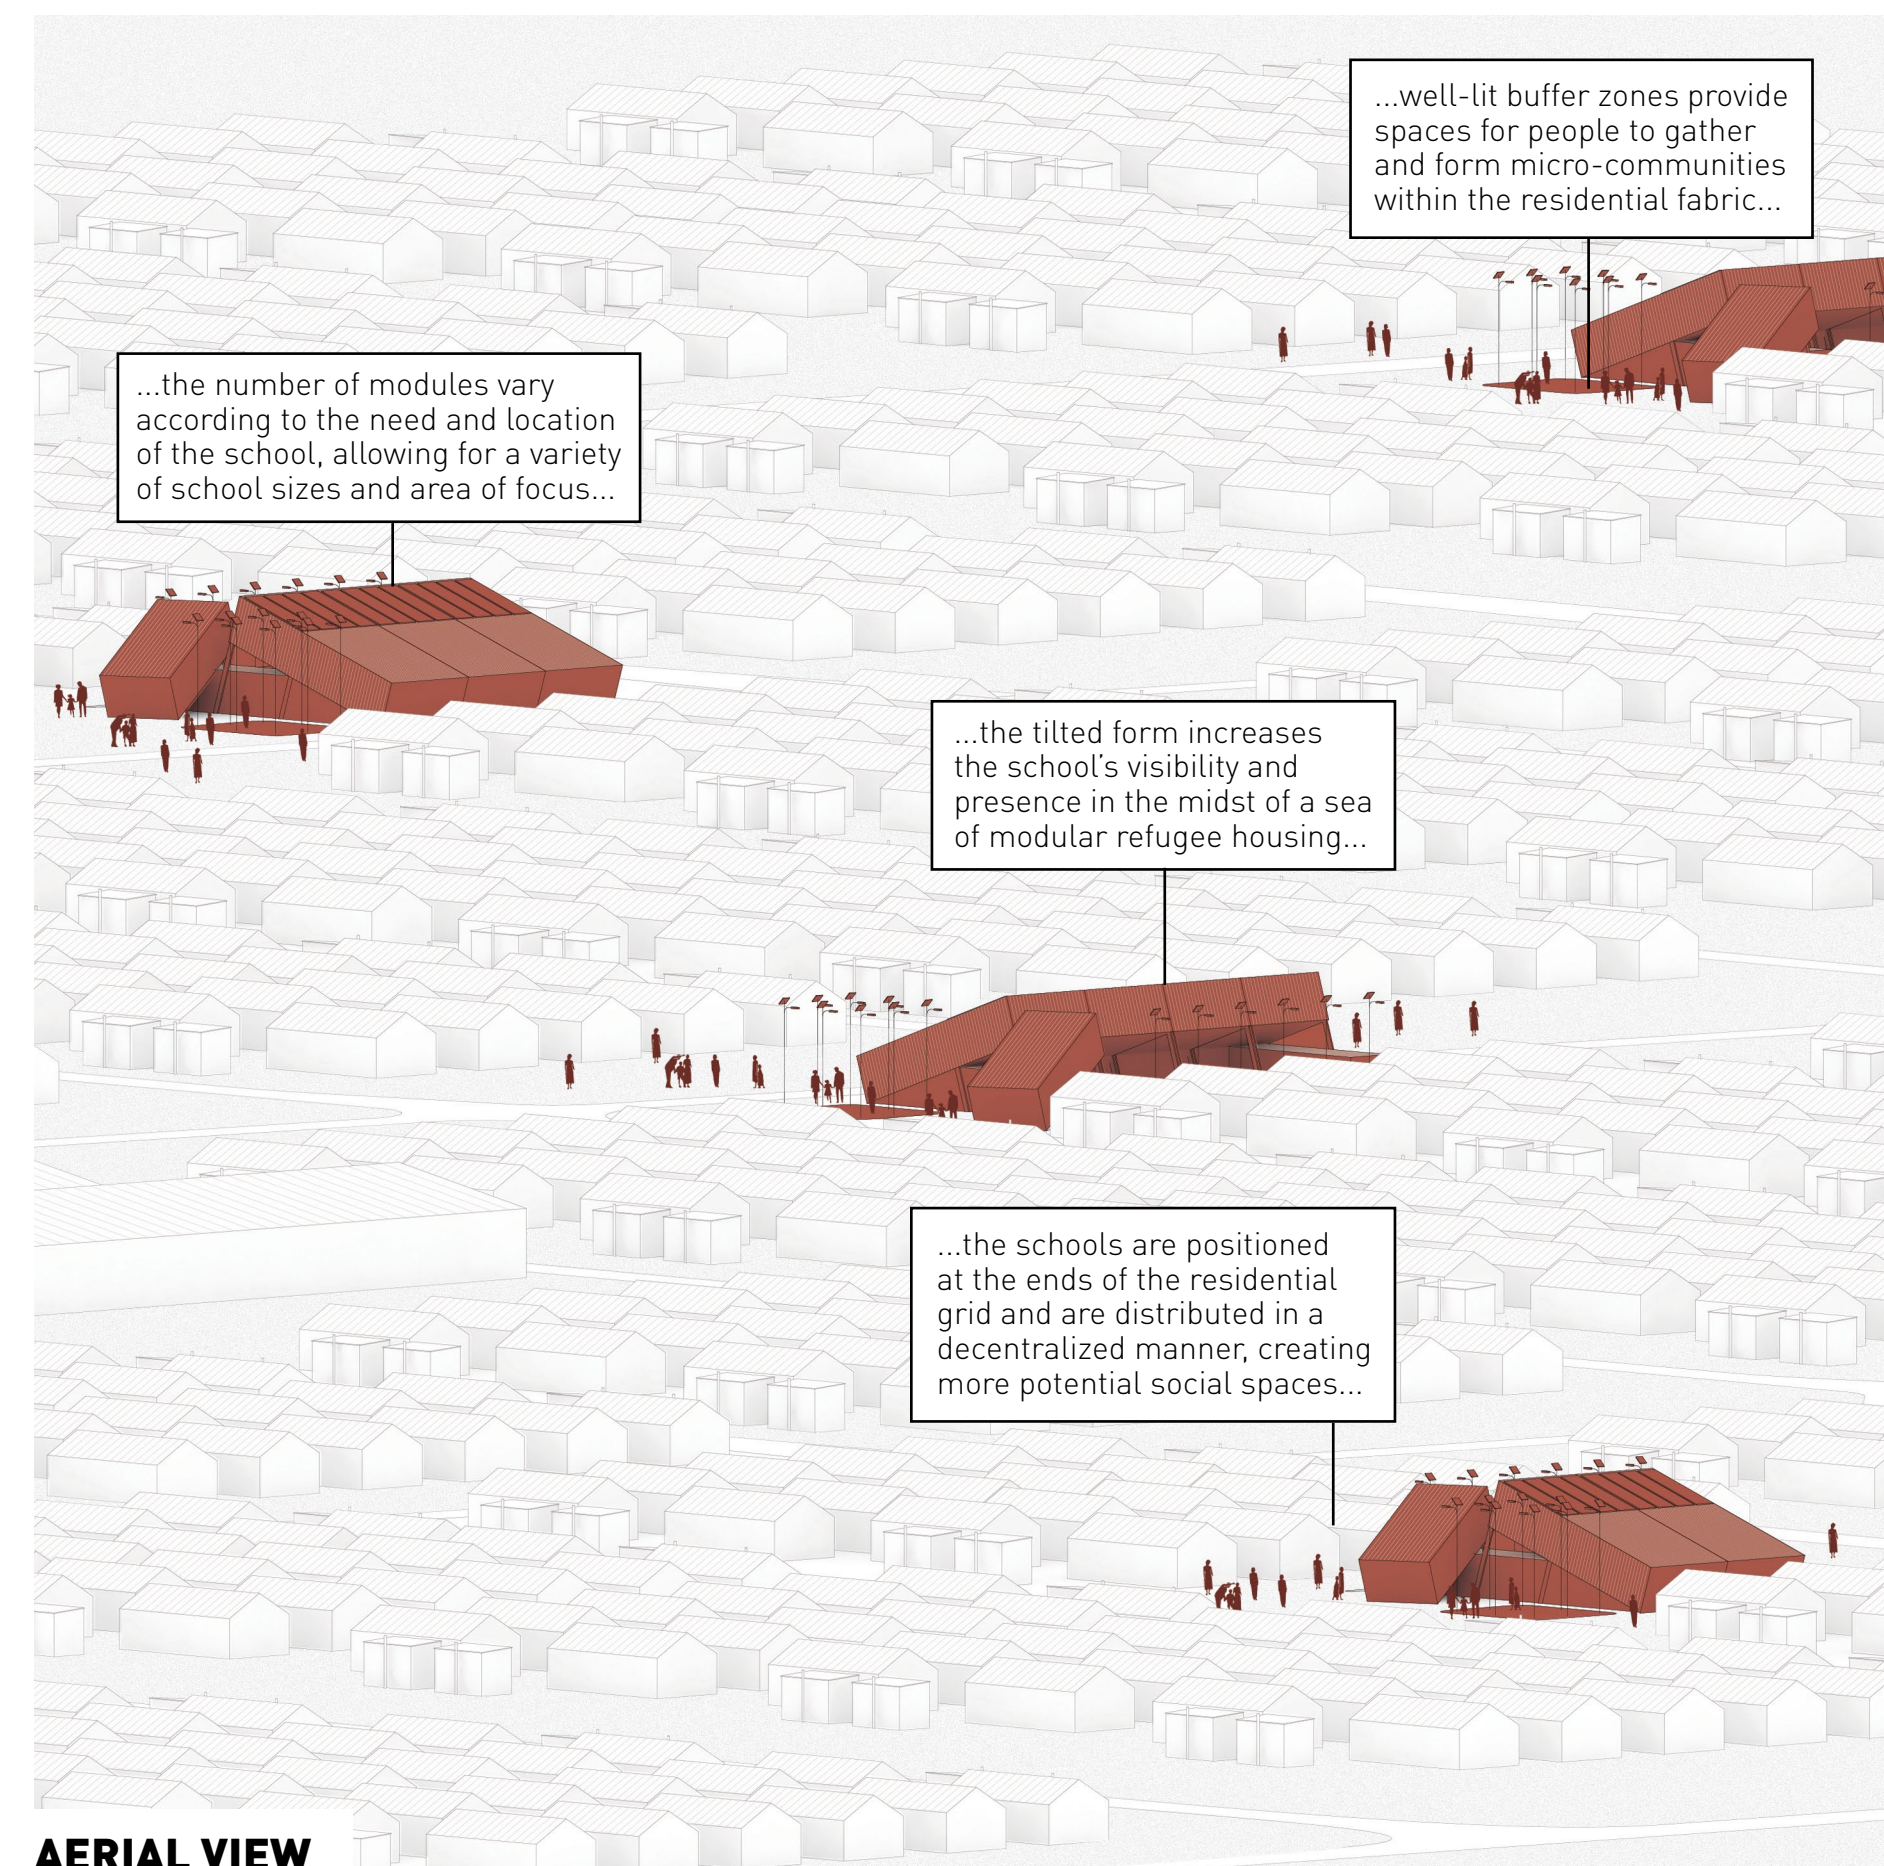 ...well-lit buffer zones provide
spaces for people to gather
and form micro-communities
within the residential fabric...
...the number of modules vary
according to the need and location
of the school, allowing for a variety
of school sizes and area of focus...
...the tilted form increases
the school's visibility and
presence in the midst of a sea
of modular refugee housing...
...the schools are positioned
at the ends of the residential
grid and are distributed in a
decentralized manner, creating
more potential social spaces...
AERIAL VIEW